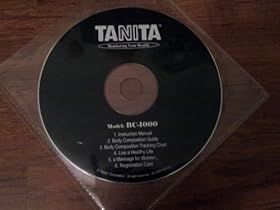 TANITA
Monitoring Your Health
Model: BC-1000
1. Instruction Manual
2. Body Composition Guide
3. Body Composition Tracking Chart
4. Live a Healthy Life
5. a Message for Women...
6. Registration Card